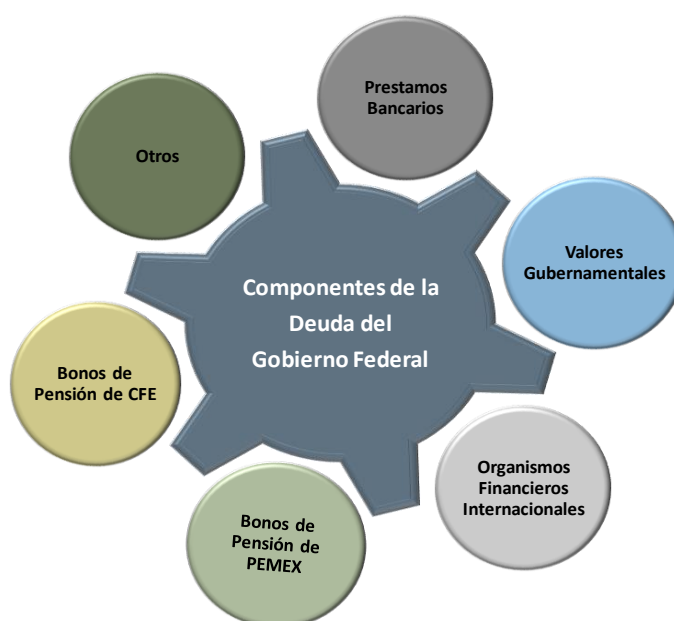 Prestamos
Bancarios
Otros
Valores
Gubernamentales
Componentes de la
Deuda del
Gobierno Federal
Bonos de
Pensión de CFE
Organismos
Financieros
Internacionales
Bonos de
Pensión de
PEMEX